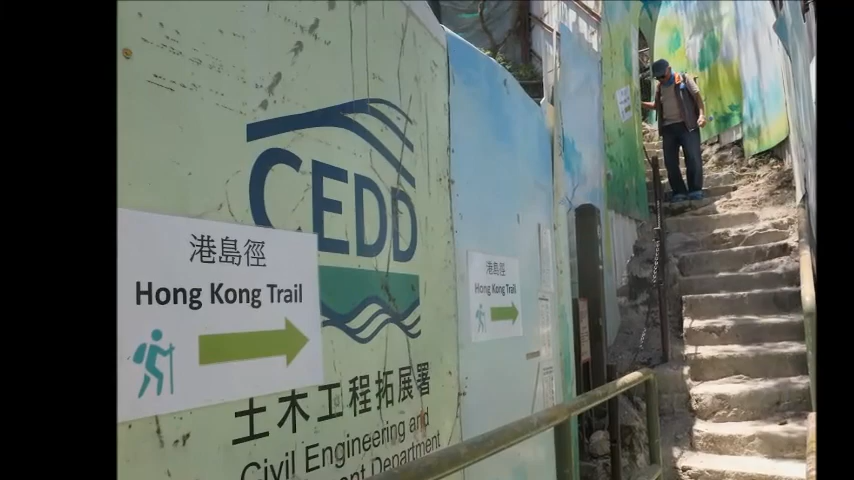 CEDD
港島徑
Hong Kong Trail
土木工程拓展署
Civil Engineering and
Department
港島徑
Hong Kong Trail